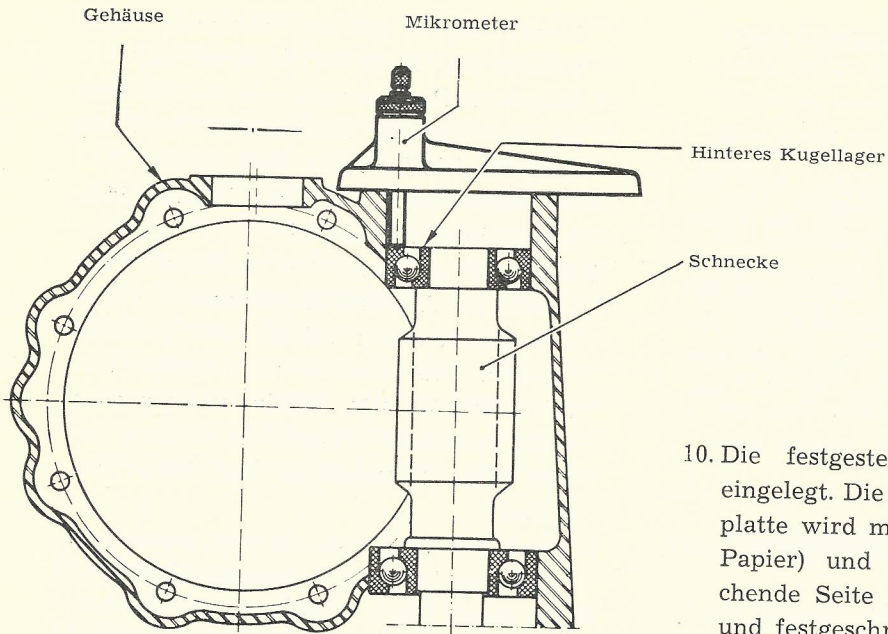 Gehäuse
Mikrometer
Hinteres Kugellager
Schnecke
10. Die festgeste
eingelegt. Die
platte wird m
Papier) und
chende Seite
und festgeschr